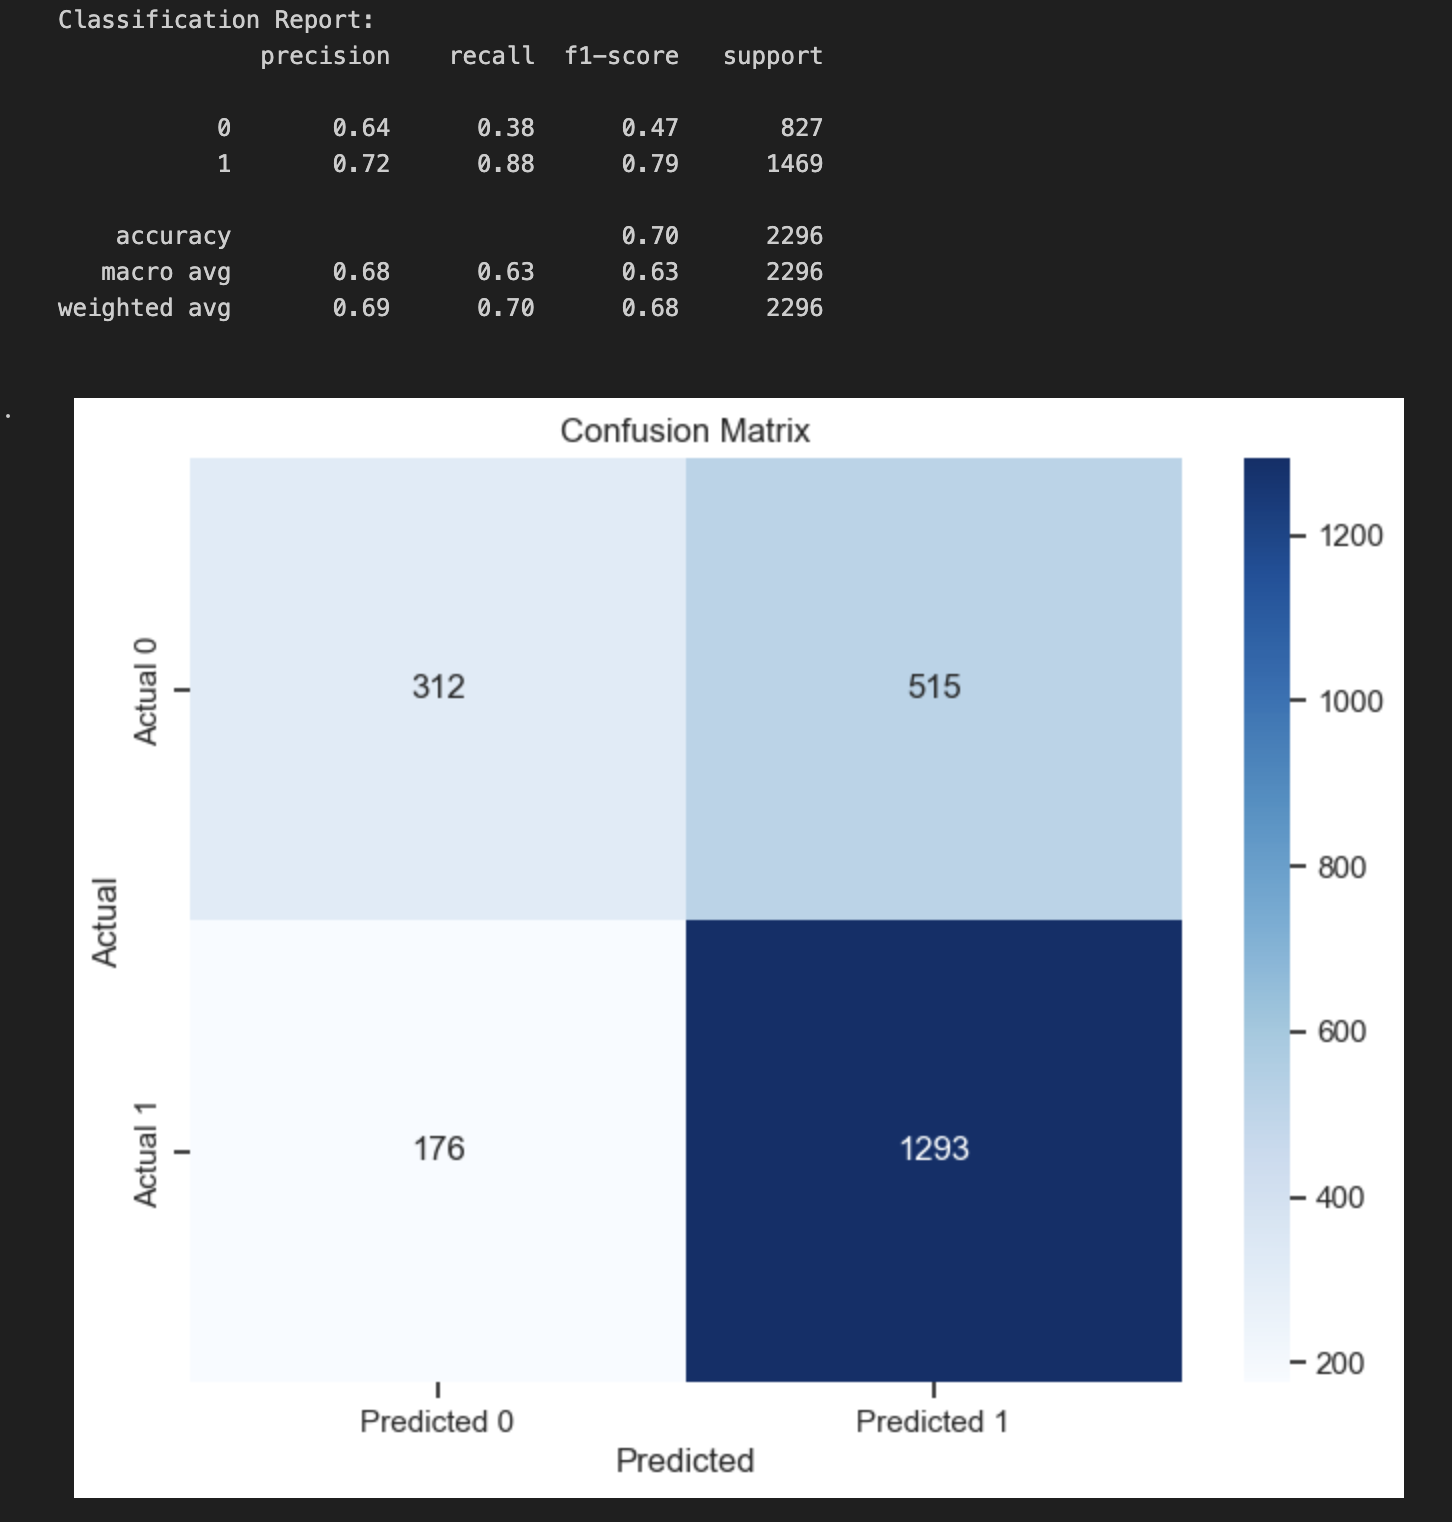 Classification Report:
precision recall f1-score support
0 0.64 0.38 0.47 827
1 0.72 0.88 0.79 1469
accuracy 0.70 2296
macro avg 0.68 0.63 0.63 2296
weighted avg 0.69 0.70 0.68 2296
Confusion Matrix
Actual
Actual 0
312 515
Actual 1
176 1293
Predicted 0 Predicted 1
Predicted
1200
1000
800
600
400
200